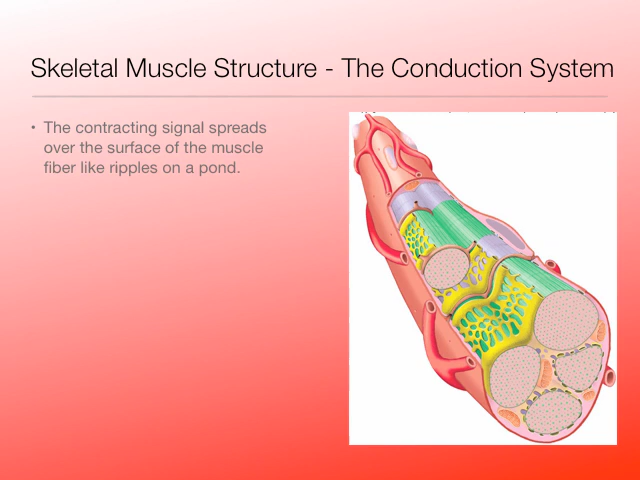 Skeletal Muscle Structure - The Conduction System
• The contracting signal spreads
over the surface of the muscle
fiber like ripples on a pond.